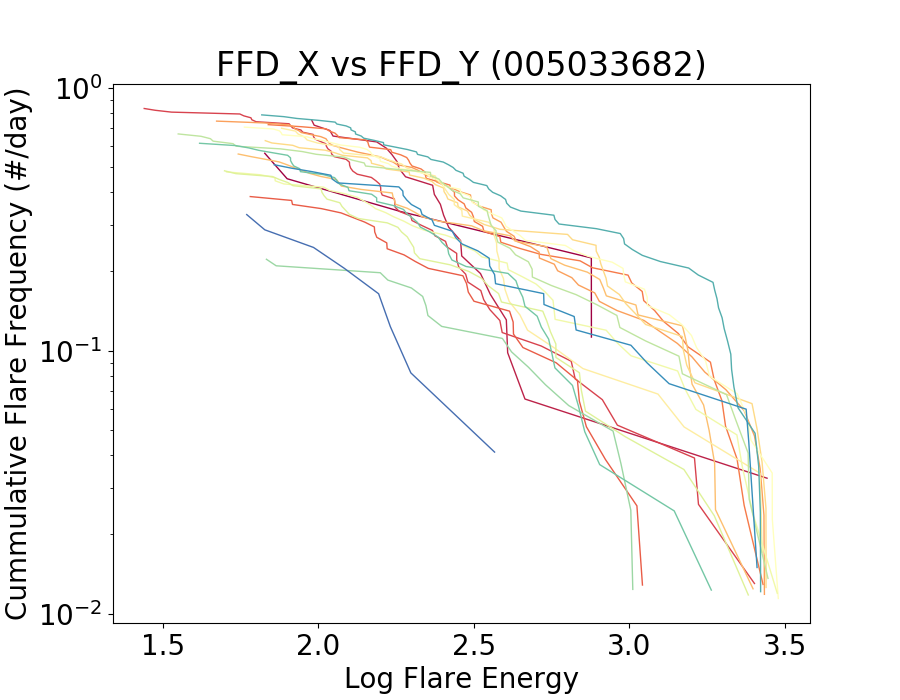 FFD_X vs FFD_Y (005033682)
Cummulative Flare Frequency (#/day)
10⁰
10⁻¹
10⁻²
1.5 2.0 2.5 3.0 3.5
Log Flare Energy